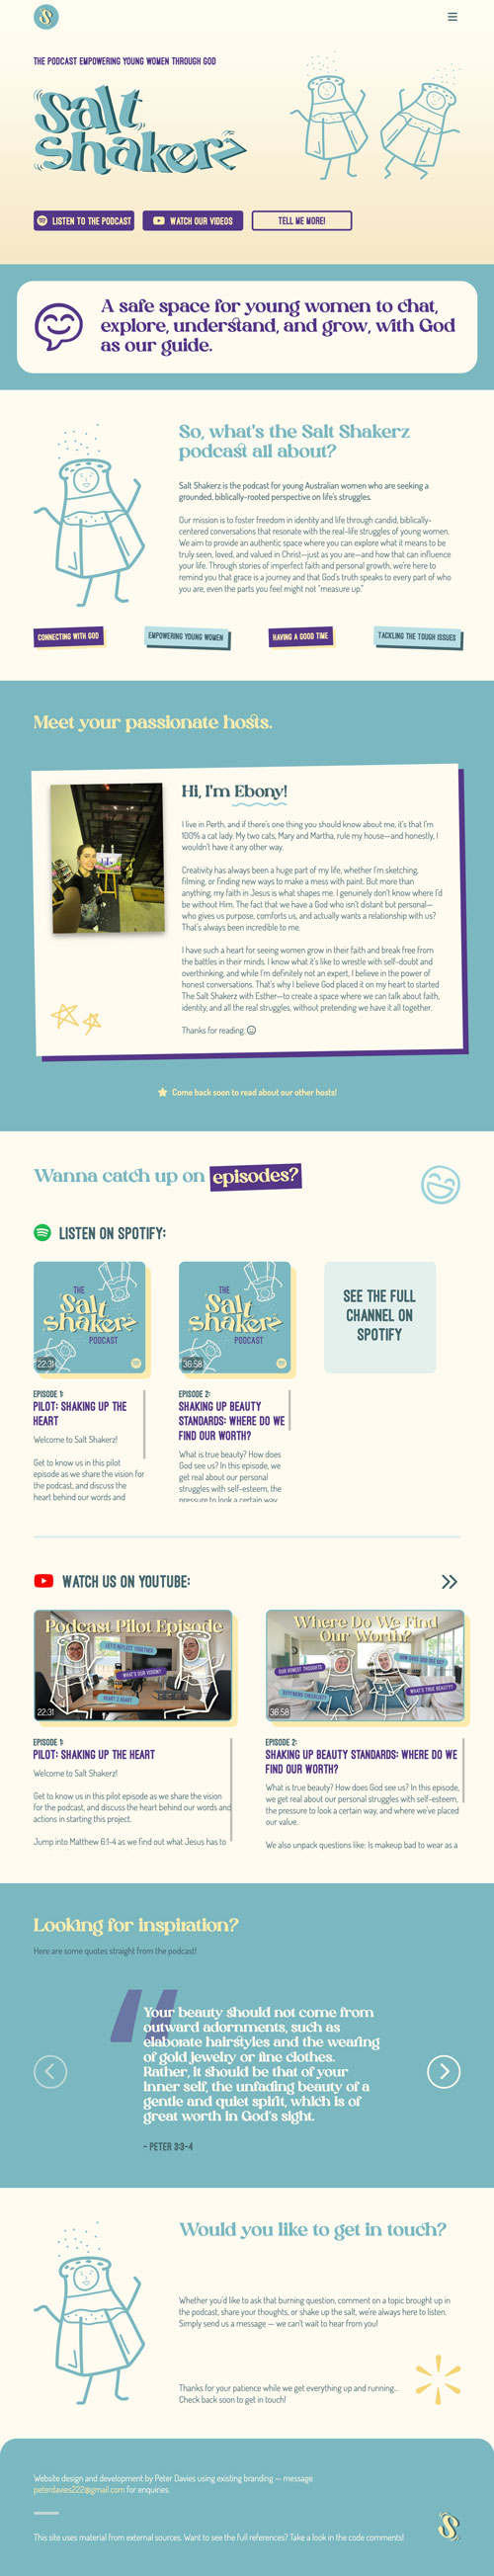 S
THE PODCAST EMPOWERING YOUNG WOMEN THROUGH GOD
Salt
Shakerz
LISTEN TO THE PODCAST
WATCH OUR VIDEOS
TELL ME MORE!
A safe space for young women to chat,
explore, understand, and grow, with God
as our guide.
So, what's the Salt Shakerz
podcast all about?
Salt Shakerz is the podcast for young Australian women who are seeking a
grounded, biblically-rooted perspective on life's struggles.
Our mission is to foster freedom in identity and life through candid, biblically-
centered conversations that resonate with the real-life struggles of young women.
We aim to provide an authentic space where you can explore what it means to be
truly seen, loved, and valued in Christ—just as you are—and how that can influence
your life. Through stories of imperfect faith and personal growth, we're here to
remind you that grace is a journey and that God's truth speaks to every part of who
you are, even the parts you feel might not "measure up."
CONNECTING WITH GOD
EMPOWERING YOUNG WOMEN
HAVING A GOOD TIME
TACKLING THE TOUGH ISSUES
Meet your passionate hosts.
Hi, I'm Ebony!
I live in Perth, and if there's one thing you should know about me, it's that I'm
100% a cat lady. My two cats, Mary and Martha, rule my house—and honestly, I
wouldn't have it any other way.
Creativity has always been a huge part of my life, whether I'm sketching,
filming, or finding new ways to make a mess with paint. But more than
anything, my faith in Jesus is what shapes me. I genuinely don't know where I'd
be without Him. The fact that we have a God who isn't distant but personal—
who gives us purpose, comforts us, and actually wants a relationship with us?
That's always been incredible to me.
I have such a heart for seeing women grow in their faith and break free from
the battles in their minds. I know what it's like to wrestle with self-doubt and
overthinking, and while I'm definitely not an expert, I believe in the power of
honest conversations. That's why I believe God placed it on my heart to started
The Salt Shakerz with Esther—to create a space where we can talk about faith,
identity, and all the real struggles, without pretending we have it all together.
Thanks for reading.
Come back soon to read about our other hosts!
Wanna catch up on episodes?
LISTEN ON SPOTIFY:
THE
Salt
Shakerz
PODCAST
22:31
THE
Salt
Shakerz
PODCAST
36:58
SEE THE FULL
CHANNEL ON
SPOTIFY
EPISODE 1:
PILOT: SHAKING UP THE
HEART
Welcome to Salt Shakerz!
Get to know us in this pilot
episode as we share the vision for
the podcast, and discuss the
heart behind our words and
EPISODE 2:
SHAKING UP BEAUTY
STANDARDS: WHERE DO WE
FIND OUR WORTH?
What is true beauty? How does
God see us? In this episode, we
get real about our personal
struggles with self-esteem, the
pressure to look a certain way,
WATCH US ON YOUTUBE:
Podcast Pilot Episode
LET'S REFLECT TOGETHER
WHAT'S OUR VISION?
HEART 2 HEART
22:31
Where Do We Find
Our Worth?
OUR HONEST THOUGHTS
HOW DOES GOD SEE US?
BOYFRIEND CHECKLIST?
WHAT'S TRUE BEAUTY?
36:58
EPISODE 1:
PILOT: SHAKING UP THE HEART
Welcome to Salt Shakerz!
Get to know us in this pilot episode as we share the vision
for the podcast, and discuss the heart behind our words and
actions in starting this project.
Jump into Matthew 6:1-4 as we find out what Jesus has to
EPISODE 2:
SHAKING UP BEAUTY STANDARDS: WHERE DO WE
FIND OUR WORTH?
What is true beauty? How does God see us? In this episode,
we get real about our personal struggles with self-esteem,
the pressure to look a certain way, and where we've placed
our value.
We also unpack questions like: Is makeup bad to wear as a
Looking for inspiration?
Here are some quotes straight from the podcast!
Your beauty should not come from
outward adornments, such as
elaborate hairstyles and the wearing
of gold jewelry or fine clothes.
Rather, it should be that of your
inner self, the unfading beauty of a
gentle and quiet spirit, which is of
great worth in God's sight.
- PETER 3:3-4
Would you like to get in touch?
Whether you'd like to ask that burning question, comment on a topic brought up in
the podcast, share your thoughts, or shake up the salt, we're always here to listen.
Simply send us a message — we can't wait to hear from you!
Thanks for your patience while we get everything up and running...
Check back soon to get in touch!
Website design and development by Peter Davies using existing branding — message
peterdavies222@gmail.com for enquiries.
This site uses material from external sources. Want to see the full references? Take a look in the code comments!
S